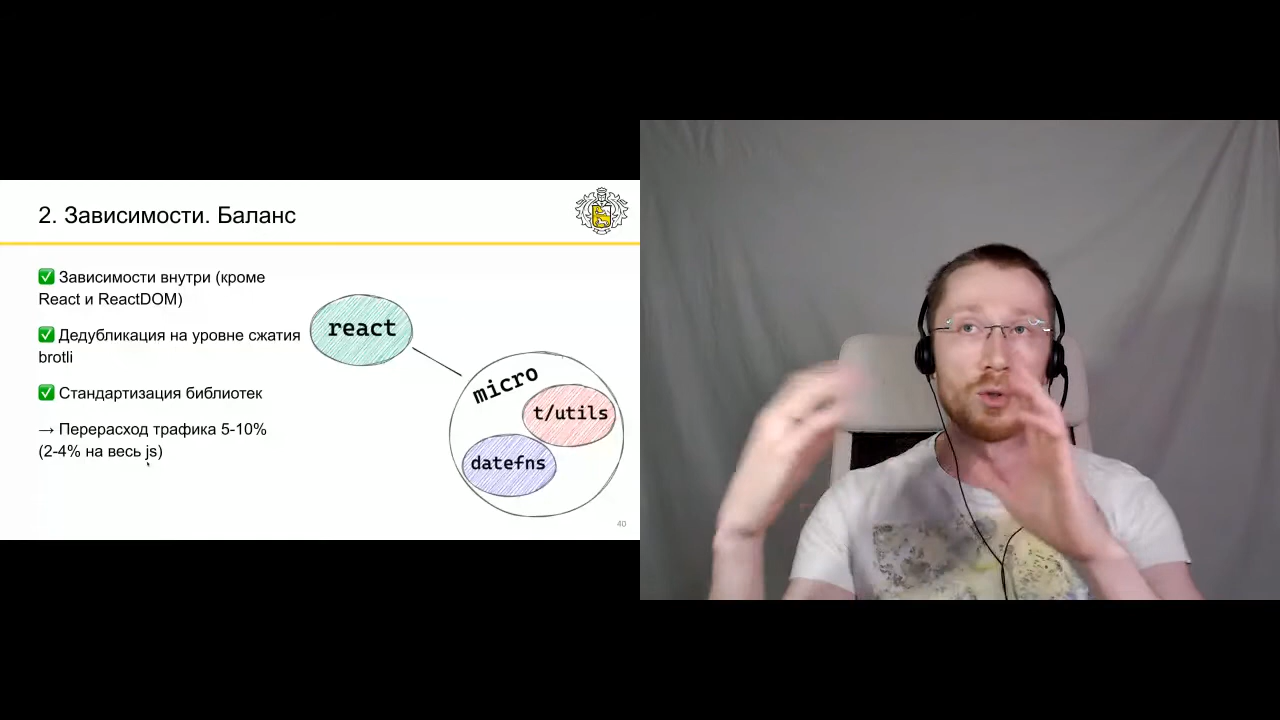 2. Зависимости. Баланс
✅ Зависимости внутри (кроме
React и ReactDOM)
✅ Дедубликация на уровне сжатия
brotli
✅ Стандартизация библиотек
→ Перерасход трафика 5-10%
(2-4% на весь js)
react
micro
t/utils
datefns
40